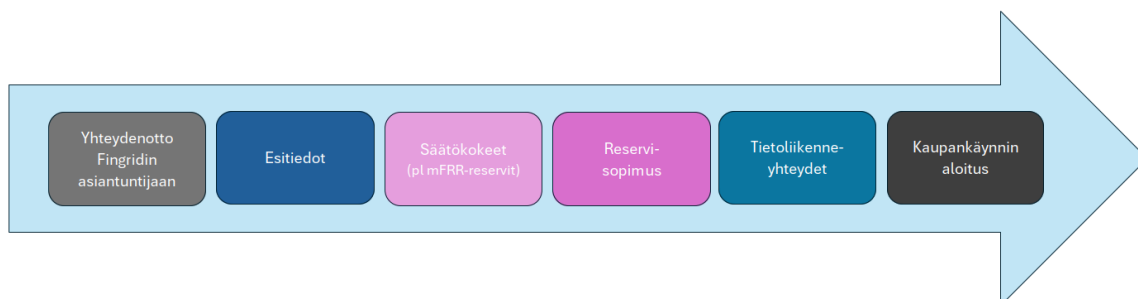 Yhteydenotto
Fingridin
asiantuntijaan
Esitiedot
Säätökokeet
(pl mFRR-reservit)
Reservi-
sopimus
Tietoliikenne-
yhteydet
Kaupankäynnin
aloitus